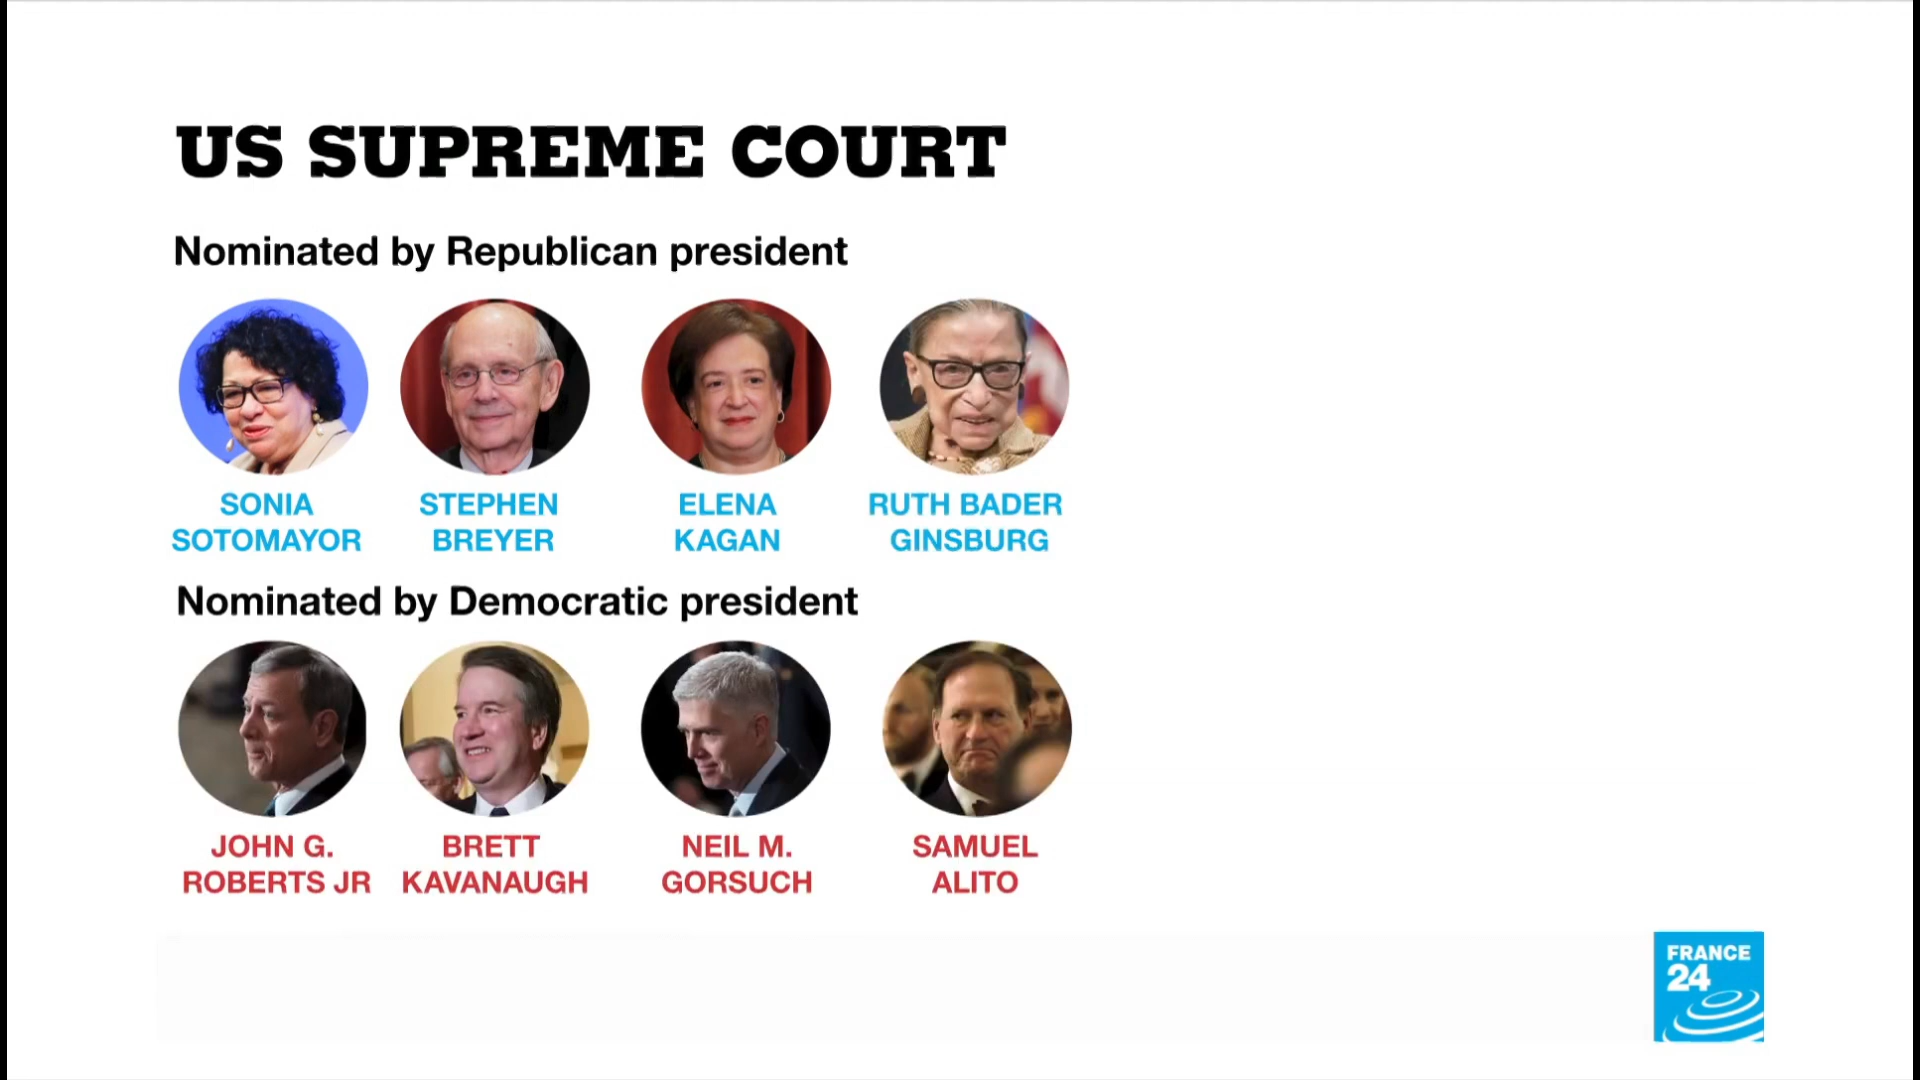 US SUPREME COURT
Nominated by Republican president
SONIA SOTOMAYOR
STEPHEN BREYER
ELENA KAGAN
RUTH BADER GINSBURG
Nominated by Democratic president
JOHN G. ROBERTS JR
BRETT KAVANAUGH
NEIL M. GORSUCH
SAMUEL ALITO
FRANCE 24